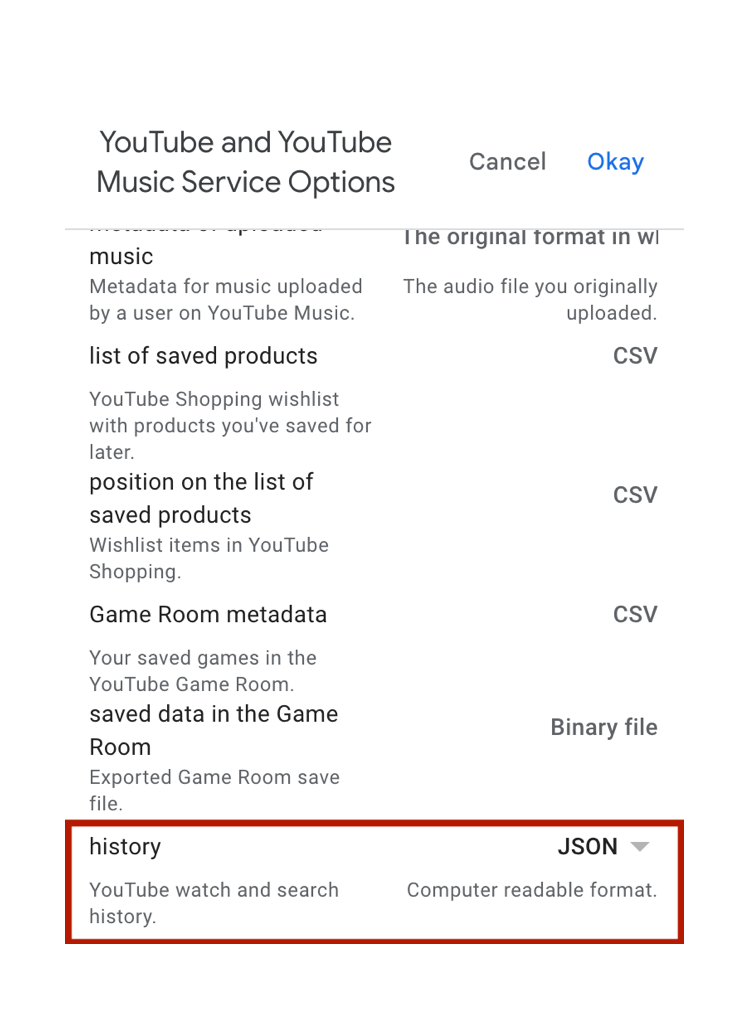 YouTube and YouTube
Music Service Options
Cancel
Okay
metadata of uploaded
music
The original format in wl
Metadata for music uploaded
by a user on YouTube Music.
The audio file you originally
uploaded.
list of saved products
CSV
YouTube Shopping wishlist
with products you've saved for
later.
position on the list of
saved products
CSV
Wishlist items in YouTube
Shopping.
Game Room metadata
CSV
Your saved games in the
YouTube Game Room.
saved data in the Game
Room
Binary file
Exported Game Room save
file.
history
JSON
YouTube watch and search
history.
Computer readable format.